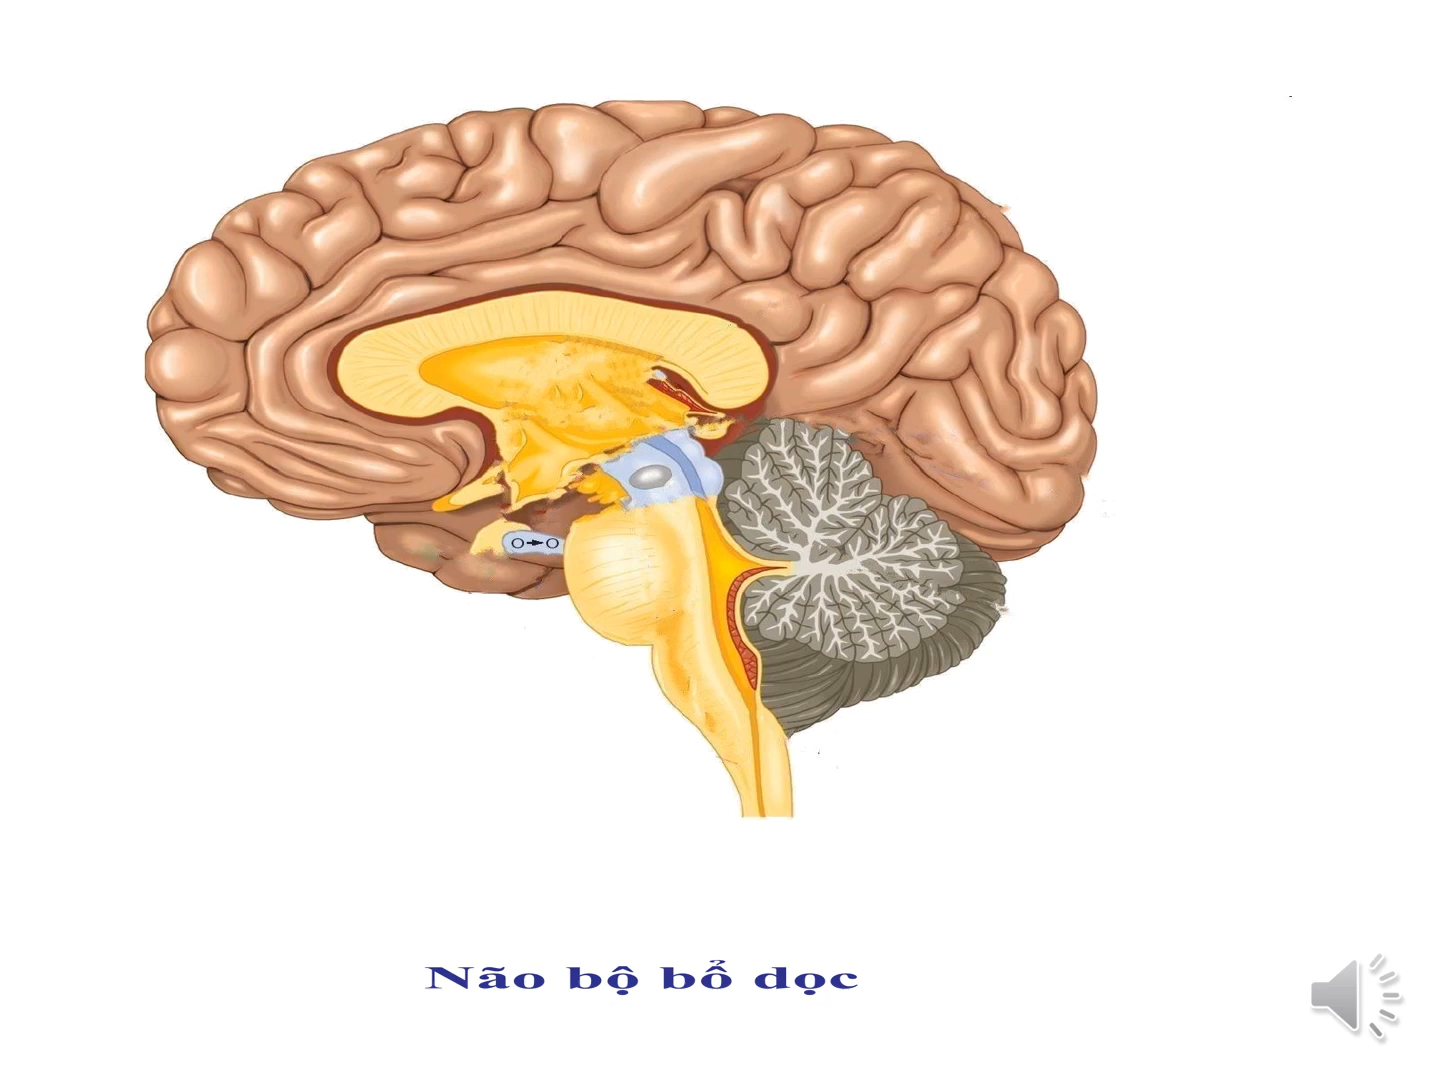 O→O
Não bộ bổ dọc